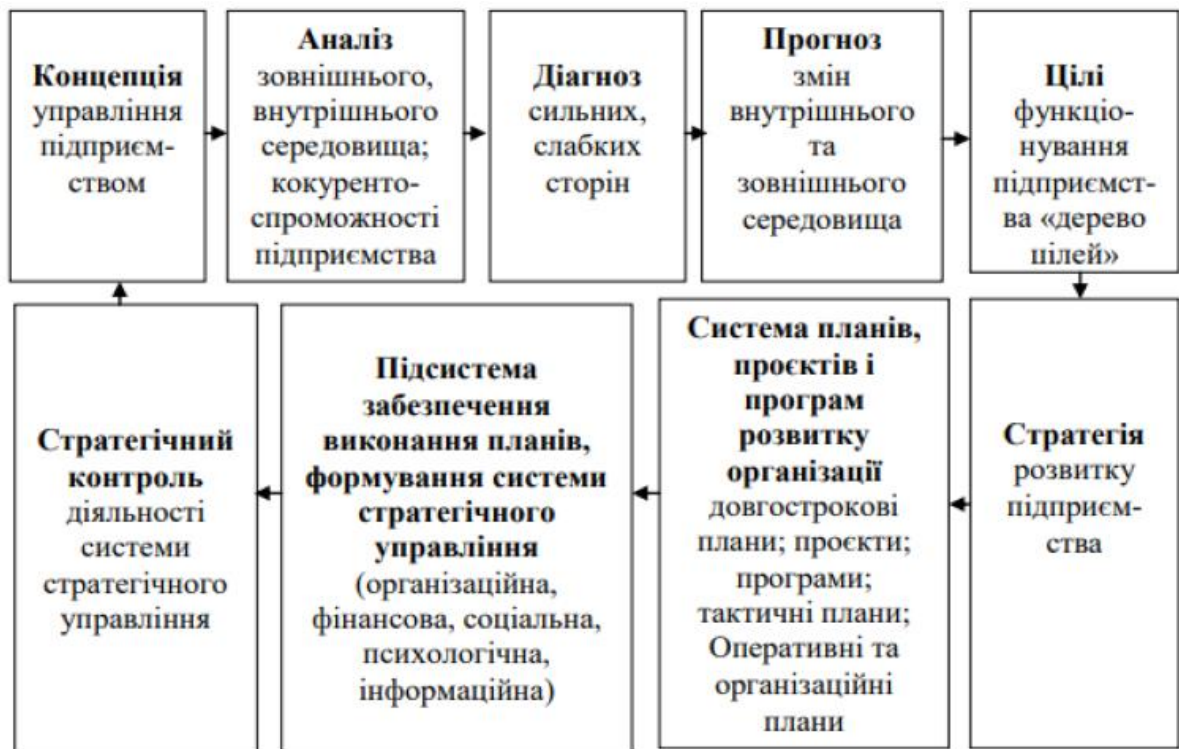 Концепція
управління
підприєм-
ством
Аналіз
зовнішнього,
внутрішнього
середовища;
кокуренто-
спроможності
підприємства
Діагноз
сильних,
слабких
сторін
Прогноз
змін
внутрішнього
та
зовнішнього
середовища
Цілі
функціо-
нування
підприємст-
ва «дерево
цілей»
Стратегічний
контроль
діяльності
системи
стратегічного
управління
Підсистема
забезпечення
виконання планів,
формування системи
стратегічного
управління
(організаційна,
фінансова, соціальна,
психологічна,
інформаційна)
Система планів,
проєктів і
програм
розвитку
організації
довгострокові
плани; проєкти;
програми;
тактичні плани;
Оперативні та
організаційні
плани
Стратегія
розвитку
підприєм-
ства